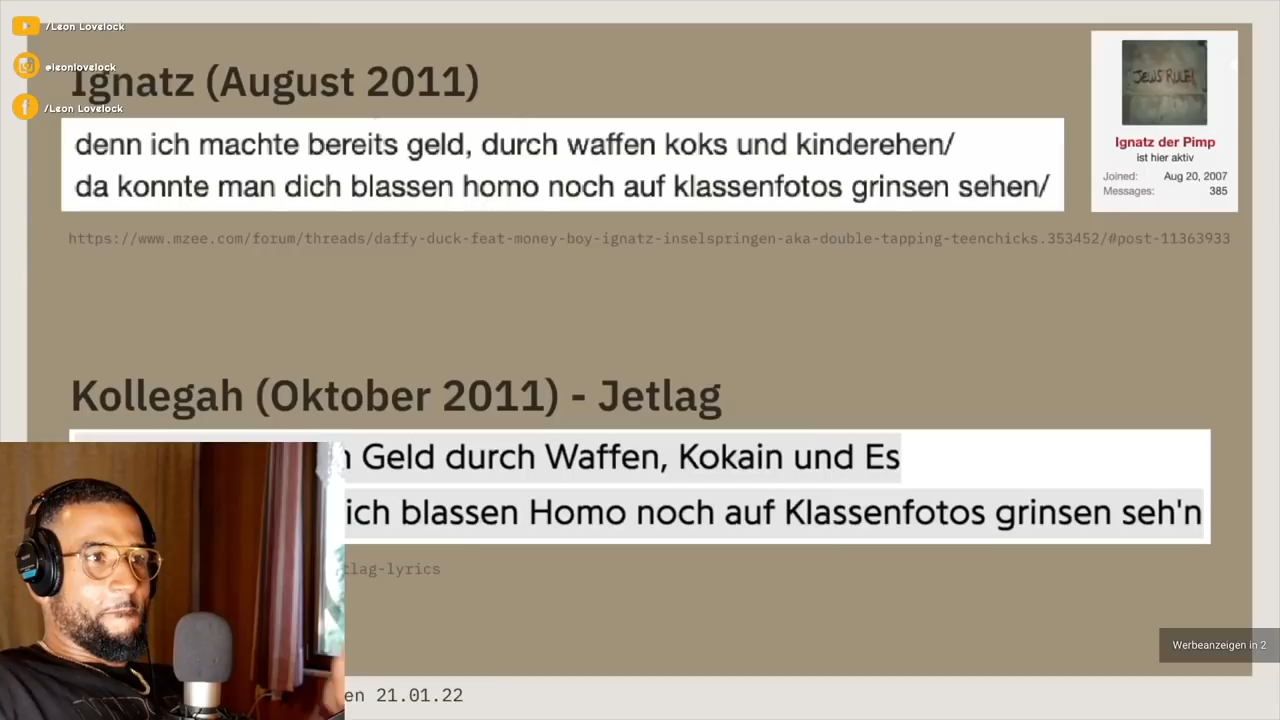 /Leon Lovelock
@leonlovelock
/Leon Lovelock
Ignatz (August 2011)
denn ich machte bereits geld, durch waffen koks und kinderehen/
da konnte man dich blassen homo noch auf klassenfotos grinsen sehen/
JEWS RULE!
Ignatz der Pimp
ist hier aktiv
Joined: Aug 20, 2007
Messages: 385
https://www.mzee.com/forum/threads/daffy-duck-feat-money-boy-ignatz-inselspringen-aka-double-tapping-teenchicks.353452/#post-11363933
Kollegah (Oktober 2011) - Jetlag
Geld durch Waffen, Kokain und Es
ich blassen Homo noch auf Klassenfotos grinsen seh'n
tlag-lyrics
en 21.01.22
Werbeanzeigen in 2